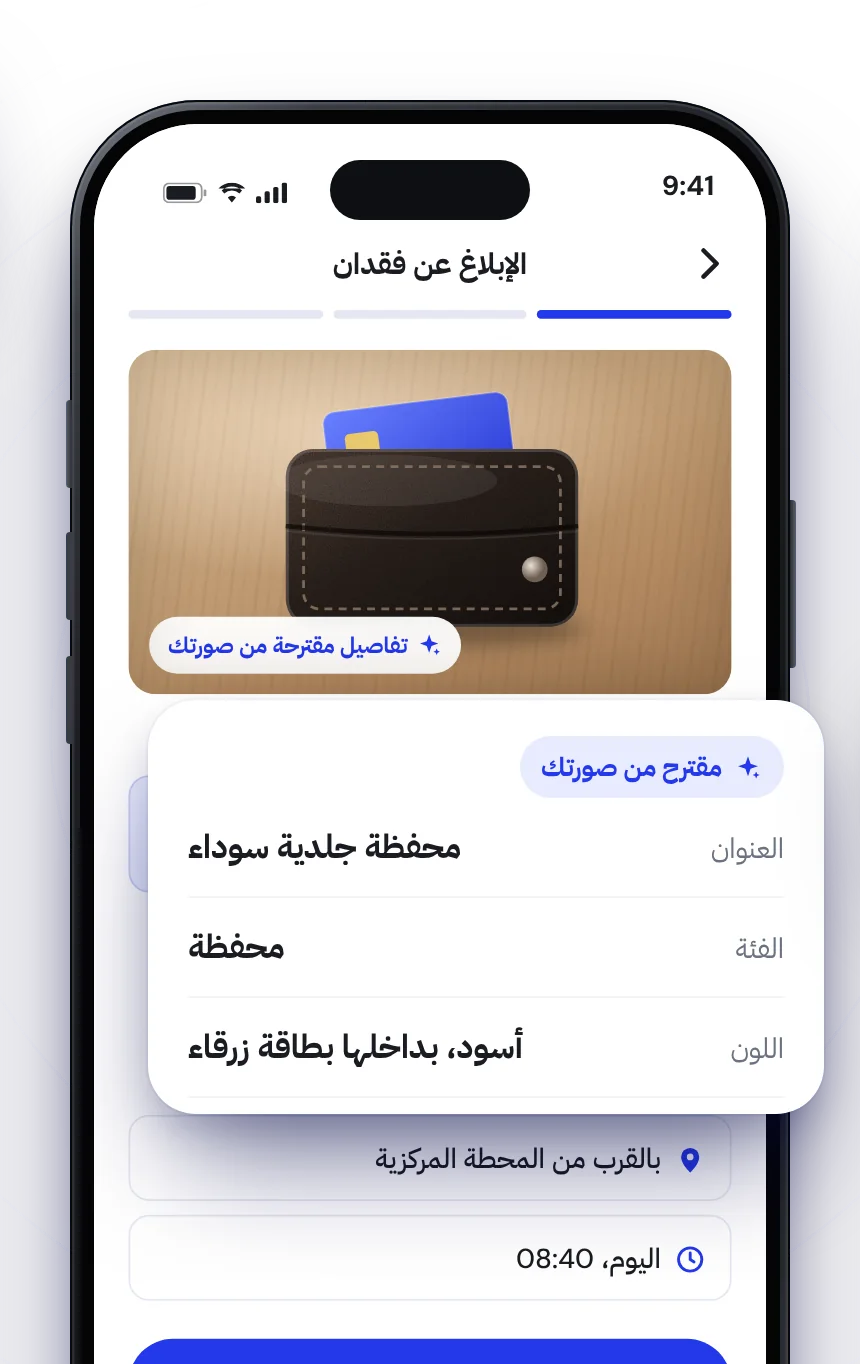 9:41
الإبلاغ عن فقدان
تفاصيل مقترحة من صورتك
مقترح من صورتك
العنوان محفظة جلدية سوداء
الفئة محفظة
اللون أسود، بداخلها بطاقة زرقاء
بالقرب من المحطة المركزية
اليوم، 08:40